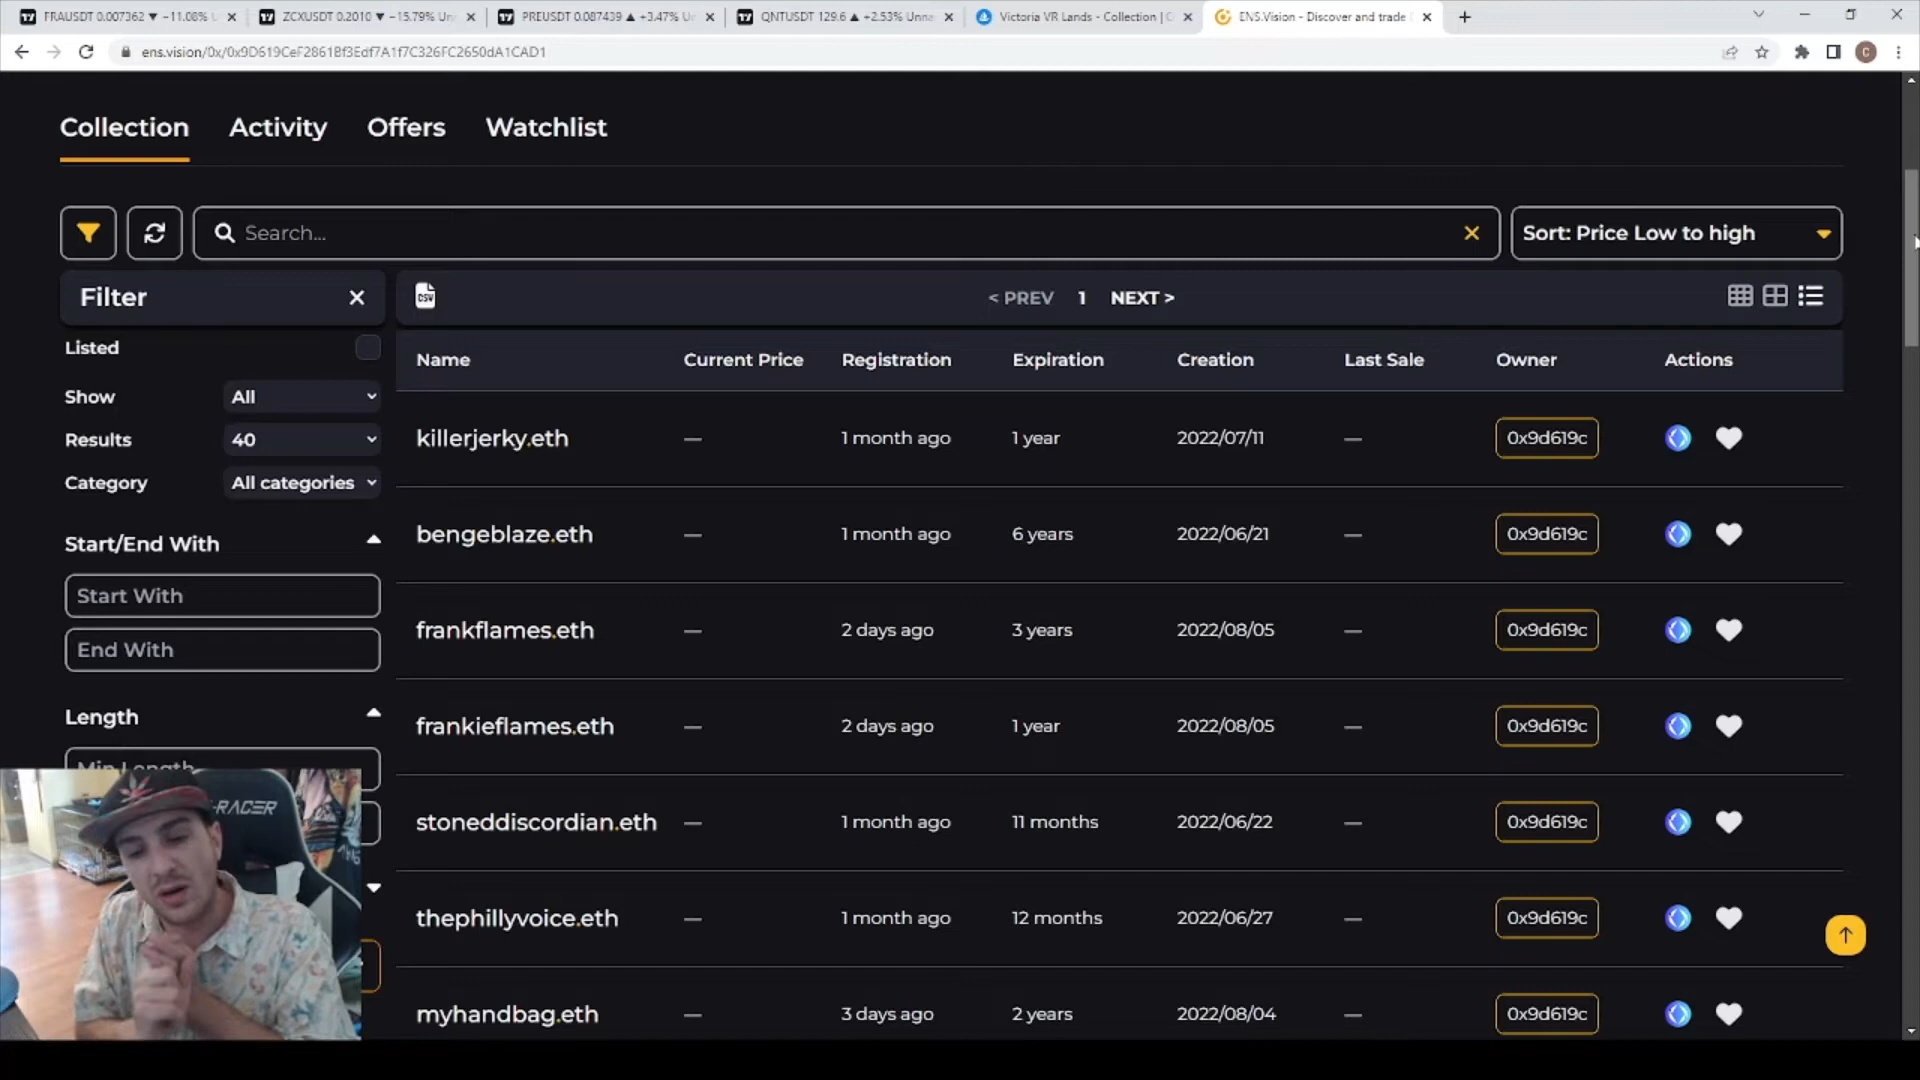 FRAUSDT 0.007362 ▼ −11.08%
ZCXUSDT 0.2010 ▼ −15.79% Un
PREUSDT 0.087439 ▲ +3.47% U
QNTUSDT 129.6 ▲ +2.53% Unna
Victoria VR Lands - Collection |
ENS.Vision - Discover and trade
ens.vision/0x/0x9D619CeF2861Bf3Edf7A1f7C326FC2650dA1CAD1
C
Collection Activity Offers Watchlist
Search...
Sort: Price Low to high
Filter
CSV
< PREV 1 NEXT >
Listed
Show All
Results 40
Category All categories
Start/End With
Start With
End With
Length
Min Length
Name Current Price Registration Expiration Creation Last Sale Owner Actions
killerjerky.eth — 1 month ago 1 year 2022/07/11 — 0x9d619c
bengeblaze.eth — 1 month ago 6 years 2022/06/21 — 0x9d619c
frankflames.eth — 2 days ago 3 years 2022/08/05 — 0x9d619c
frankieflames.eth — 2 days ago 1 year 2022/08/05 — 0x9d619c
stoneddiscordian.eth — 1 month ago 11 months 2022/06/22 — 0x9d619c
thephillyvoice.eth — 1 month ago 12 months 2022/06/27 — 0x9d619c
myhandbag.eth — 3 days ago 2 years 2022/08/04 — 0x9d619c
-RACER